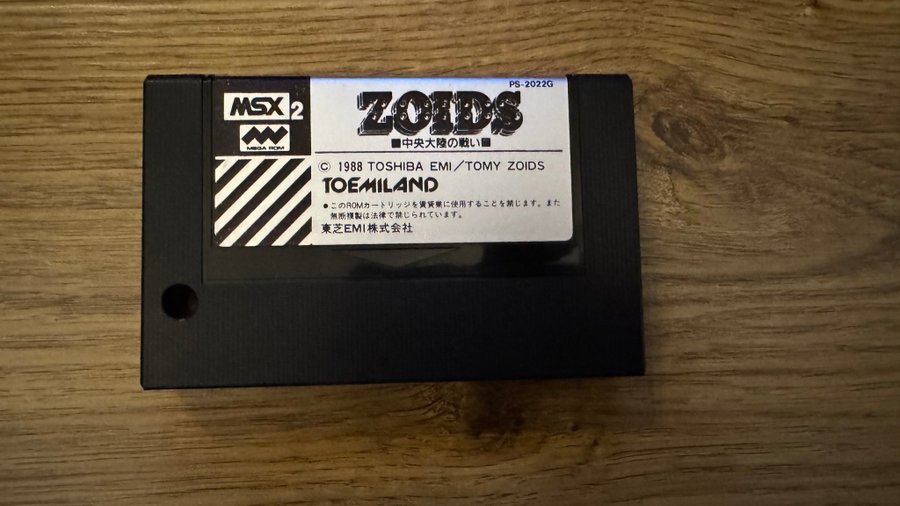 PS-2022G
MSX2
MEGA ROM
ZOIDS
■中央大陸の戦い■
© 1988 TOSHIBA EMI/TOMY ZOIDS
TOEMILAND
●このROMカートリッジを賃貸業に使用することを禁じます。また
無断複製は法律で禁じられています。
東芝EMI株式会社